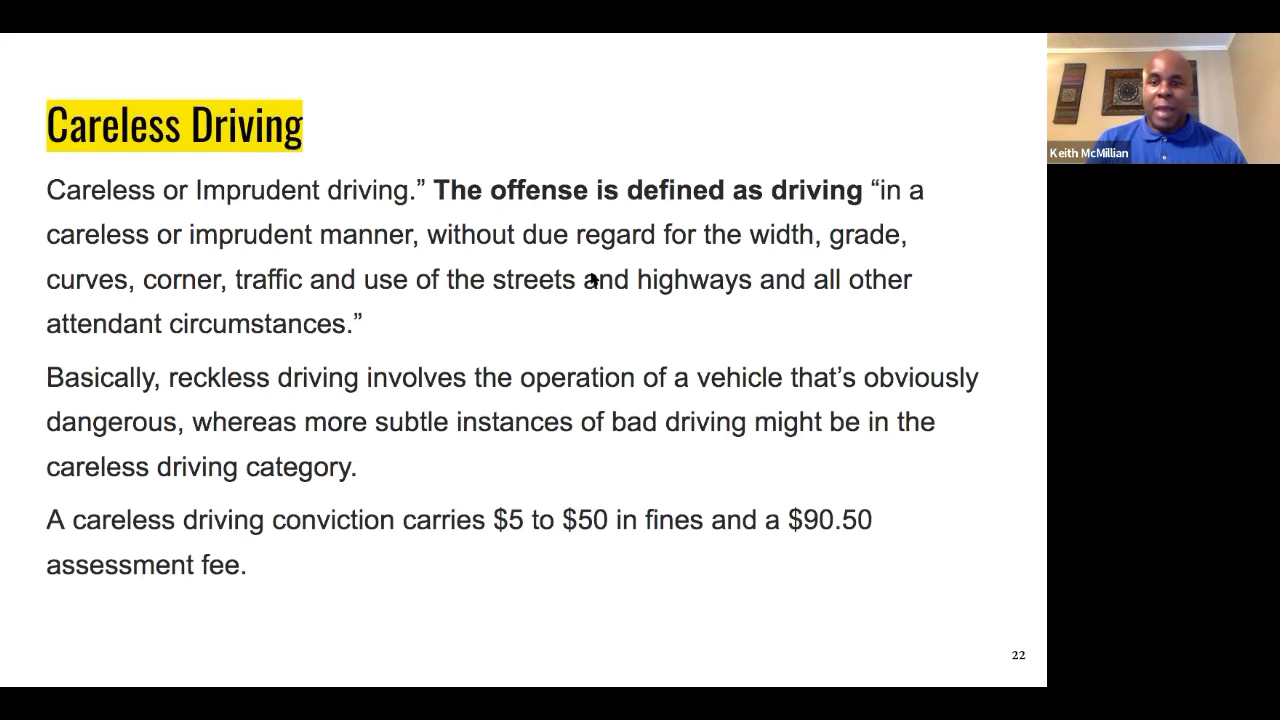 Careless Driving
Careless or Imprudent driving.” The offense is defined as driving “in a
careless or imprudent manner, without due regard for the width, grade,
curves, corner, traffic and use of the streets and highways and all other
attendant circumstances.”
Basically, reckless driving involves the operation of a vehicle that’s obviously
dangerous, whereas more subtle instances of bad driving might be in the
careless driving category.
A careless driving conviction carries $5 to $50 in fines and a $90.50
assessment fee.
22
Keith McMillian